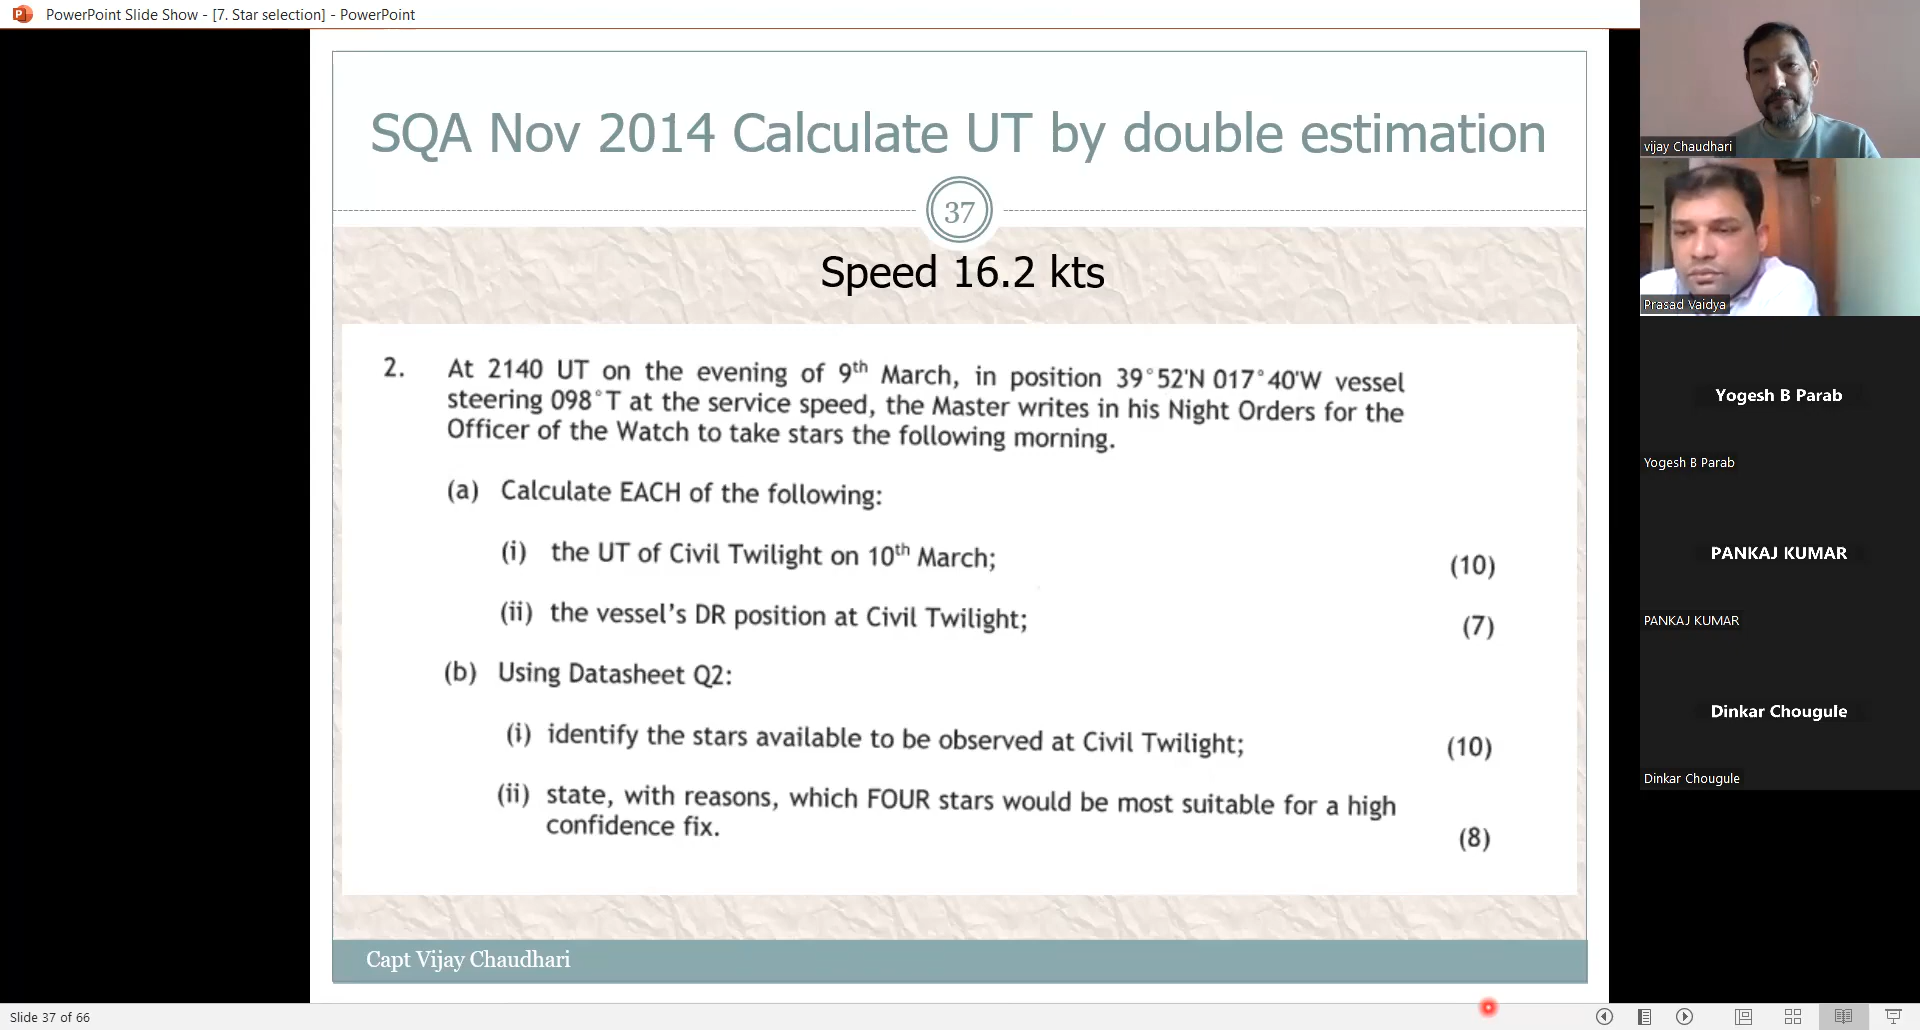 PowerPoint Slide Show - [7. Star selection] - PowerPoint
SQA Nov 2014 Calculate UT by double estimation
37
Speed 16.2 kts
2. At 2140 UT on the evening of 9th March, in position 39°52'N 017°40'W vessel
steering 098°T at the service speed, the Master writes in his Night Orders for the
Officer of the Watch to take stars the following morning.
(a) Calculate EACH of the following:
(i) the UT of Civil Twilight on 10th March; (10)
(ii) the vessel's DR position at Civil Twilight; (7)
(b) Using Datasheet Q2:
(i) identify the stars available to be observed at Civil Twilight; (10)
(ii) state, with reasons, which FOUR stars would be most suitable for a high
confidence fix. (8)
Capt Vijay Chaudhari
Slide 37 of 66
vijay Chaudhari
Prasad Vaidya
Yogesh B Parab
Yogesh B Parab
PANKAJ KUMAR
PANKAJ KUMAR
Dinkar Chougule
Dinkar Chougule